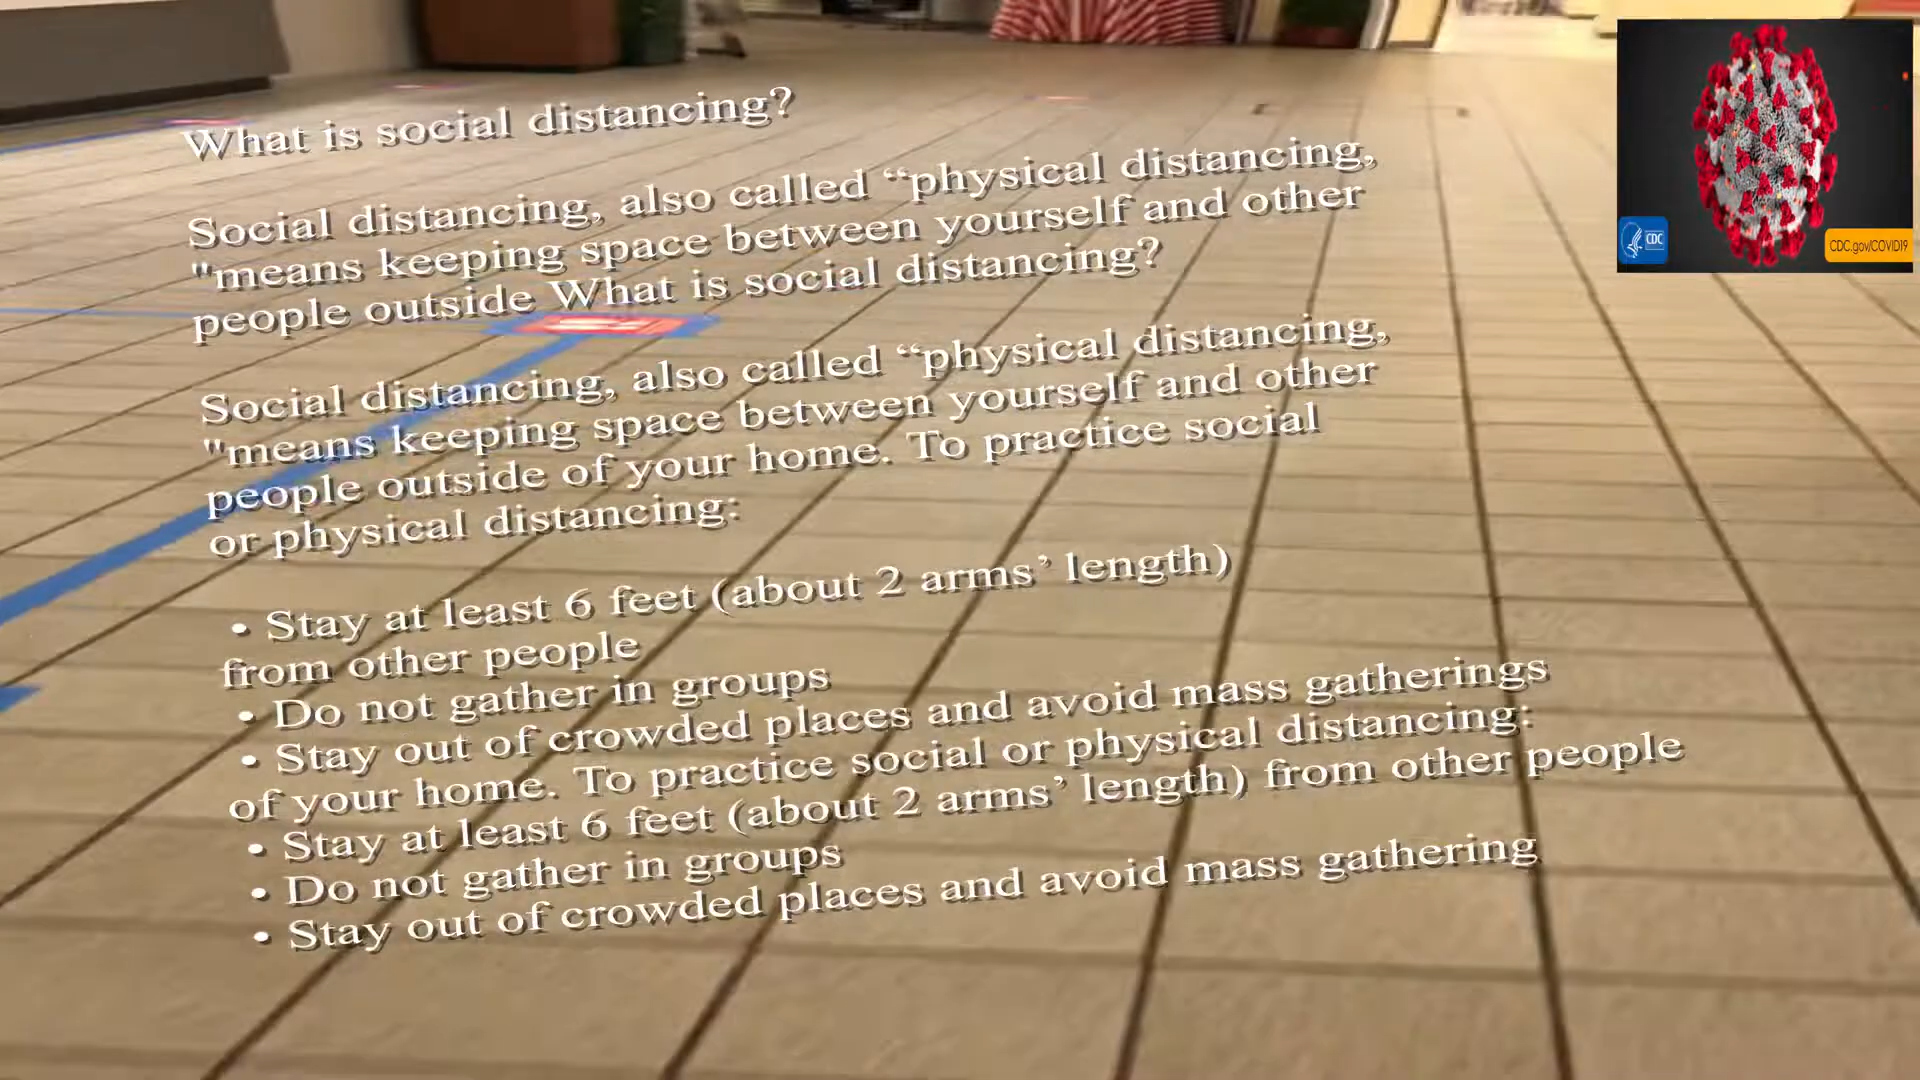 What is social distancing?
Social distancing, also called “physical distancing,
"means keeping space between yourself and other
people outside What is social distancing?
Social distancing, also called “physical distancing,
"means keeping space between yourself and other
people outside of your home. To practice social
or physical distancing:
• Stay at least 6 feet (about 2 arms’ length)
from other people
• Do not gather in groups
• Stay out of crowded places and avoid mass gatherings
of your home. To practice social or physical distancing:
• Stay at least 6 feet (about 2 arms’ length) from other people
• Do not gather in groups
• Stay out of crowded places and avoid mass gathering
CDC
CDC.gov/COVID19